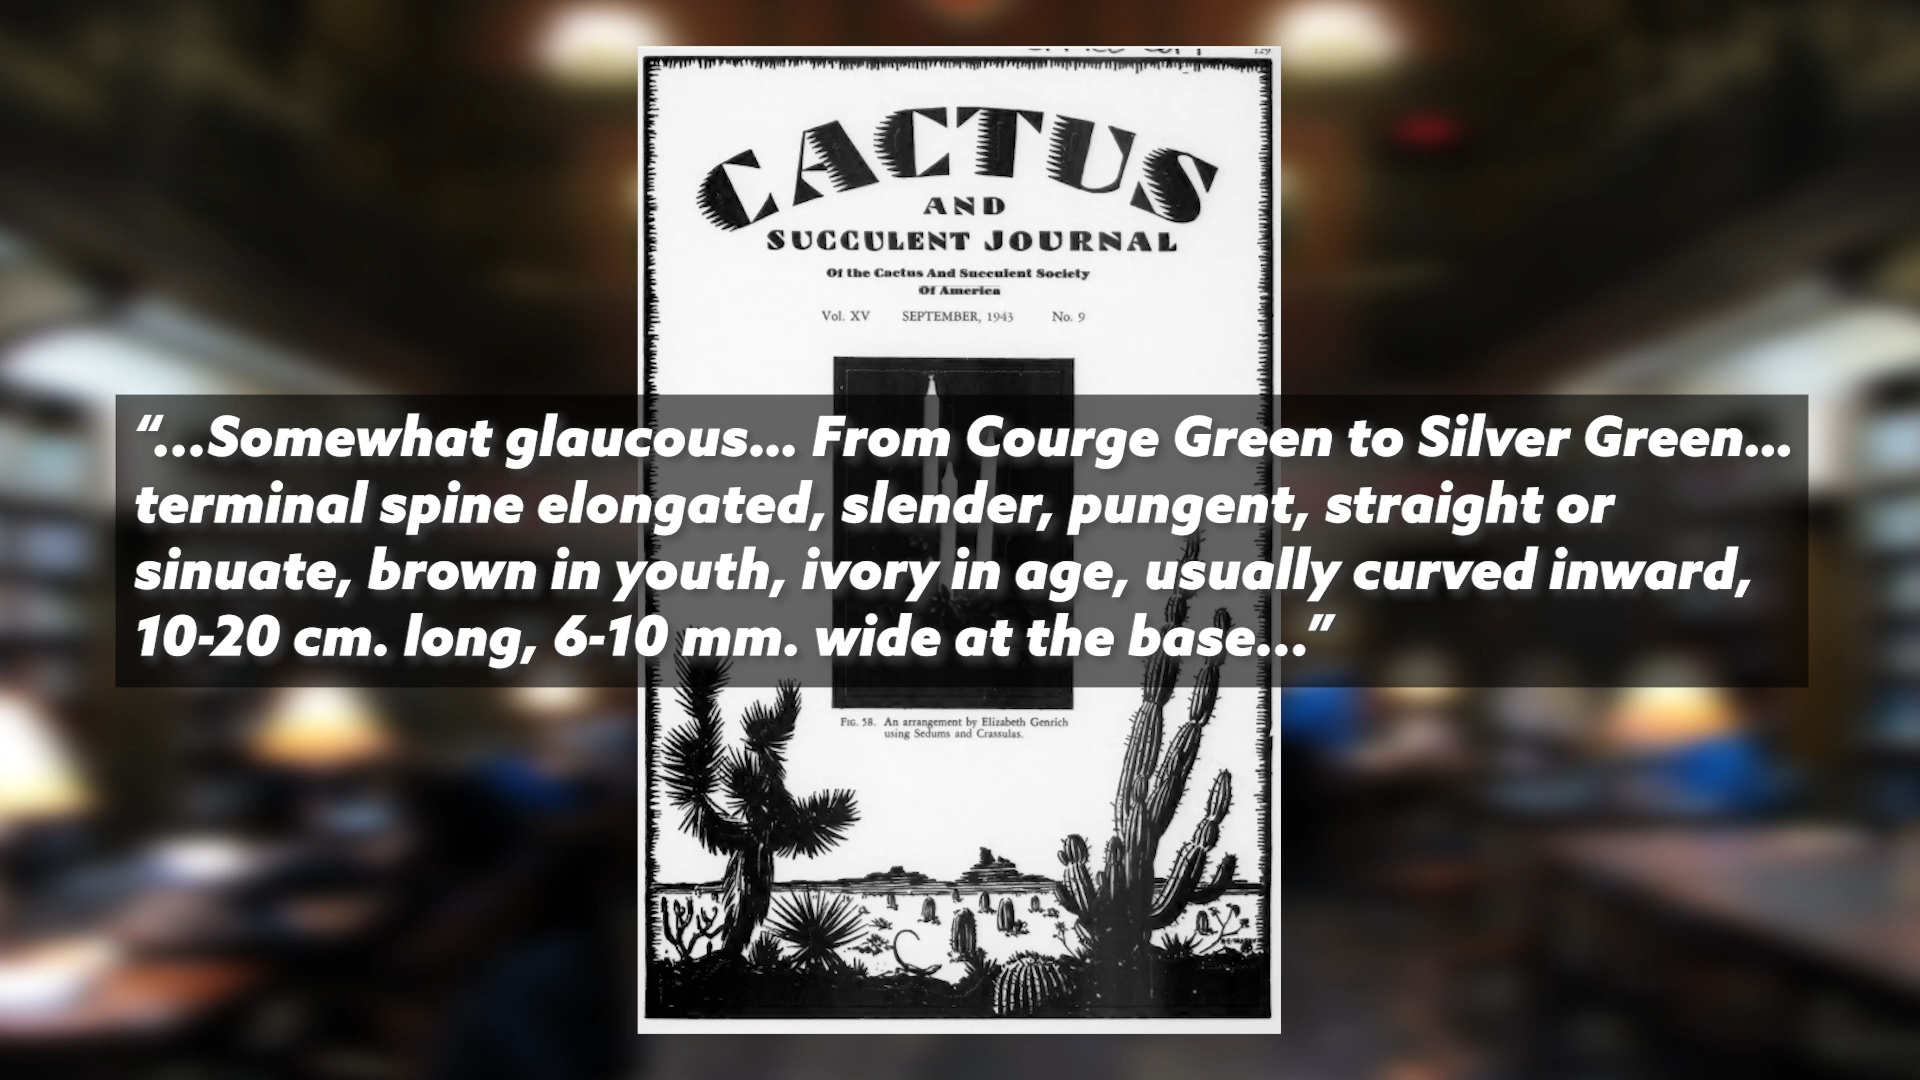 129
CACTUS
AND
SUCCULENT JOURNAL
Of the Cactus And Succulent Society
Of America
Vol. XV SEPTEMBER, 1943 No. 9
“...Somewhat glaucous... From Courge Green to Silver Green...
terminal spine elongated, slender, pungent, straight or
sinuate, brown in youth, ivory in age, usually curved inward,
10-20 cm. long, 6-10 mm. wide at the base...”
FIG. 58. An arrangement by Elizabeth Genrich
using Sedums and Crassulas.